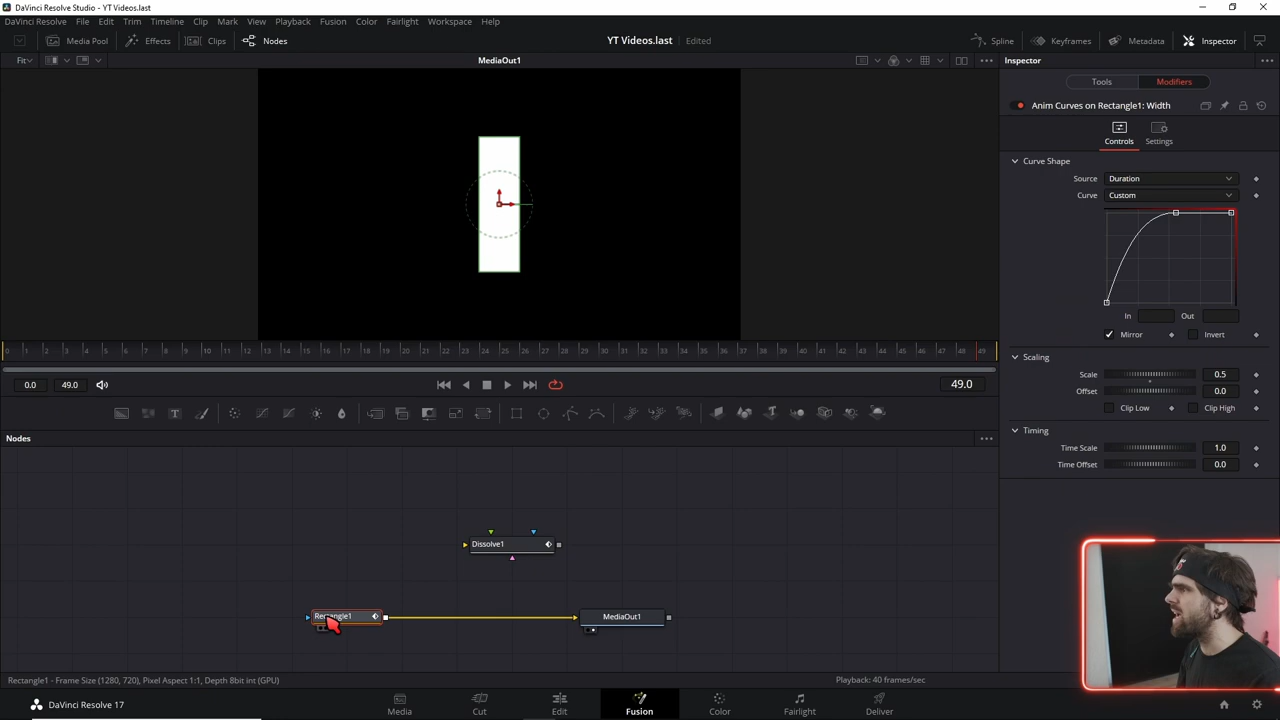 DaVinci Resolve Studio - YT Videos.last
DaVinci Resolve File Edit Trim Timeline Clip Mark View Playback Fusion Color Fairlight Workspace Help
Media Pool Effects Clips Nodes YT Videos.last Edited Spline Keyframes Metadata Inspector
Fit MediaOut1 Inspector
Tools Modifiers
Anim Curves on Rectangle1: Width
Controls Settings
Curve Shape
Source Duration
Curve Custom
In Out
Mirror Invert
Scaling
Scale 0.5
Offset 0.0
Clip Low Clip High
Timing
Time Scale 1.0
Time Offset 0.0
0 1 2 3 4 5 6 7 8 9 10 11 12 13 14 15 16 17 18 19 20 21 22 23 24 25 26 27 28 29 30 31 32 33 34 35 36 37 38 39 40 41 42 43 44 45 46 47 48 49
0.0 49.0 49.0
Nodes
Dissolve1
Rectangle1 MediaOut1
Rectangle1 - Frame Size (1280, 720), Pixel Aspect 1:1, Depth 8bit int (GPU) Playback: 40 frames/sec
DaVinci Resolve 17 Media Cut Edit Fusion Color Fairlight Deliver